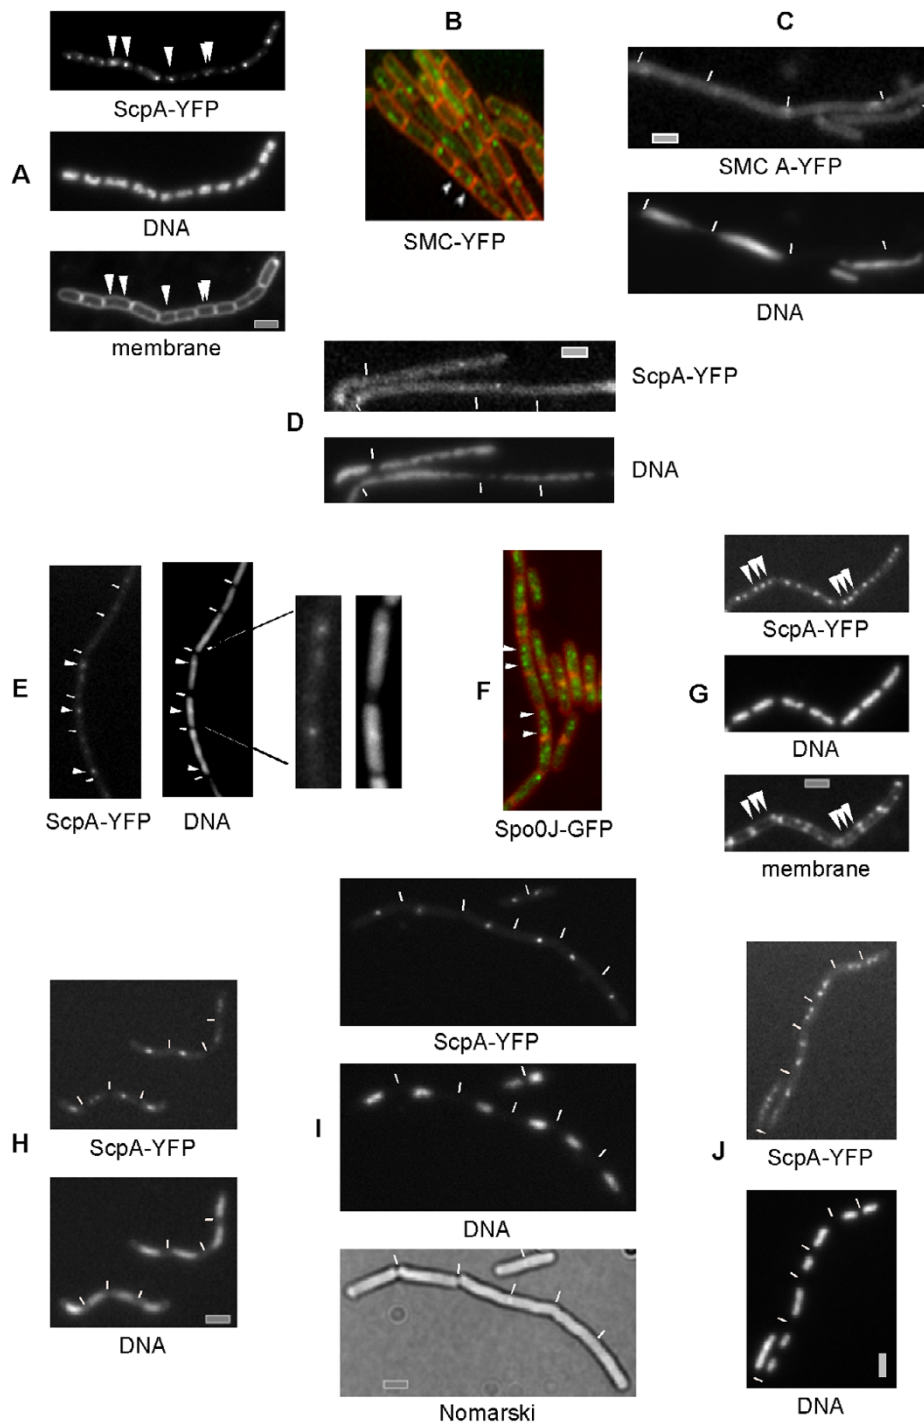 B
C
A
ScpA-YFP
DNA
membrane
SMC-YFP
SMC A-YFP
DNA
D
ScpA-YFP
DNA
E
ScpA-YFP
DNA
F
Spo0J-GFP
G
ScpA-YFP
DNA
membrane
H
ScpA-YFP
DNA
I
ScpA-YFP
DNA
Nomarski
J
ScpA-YFP
DNA